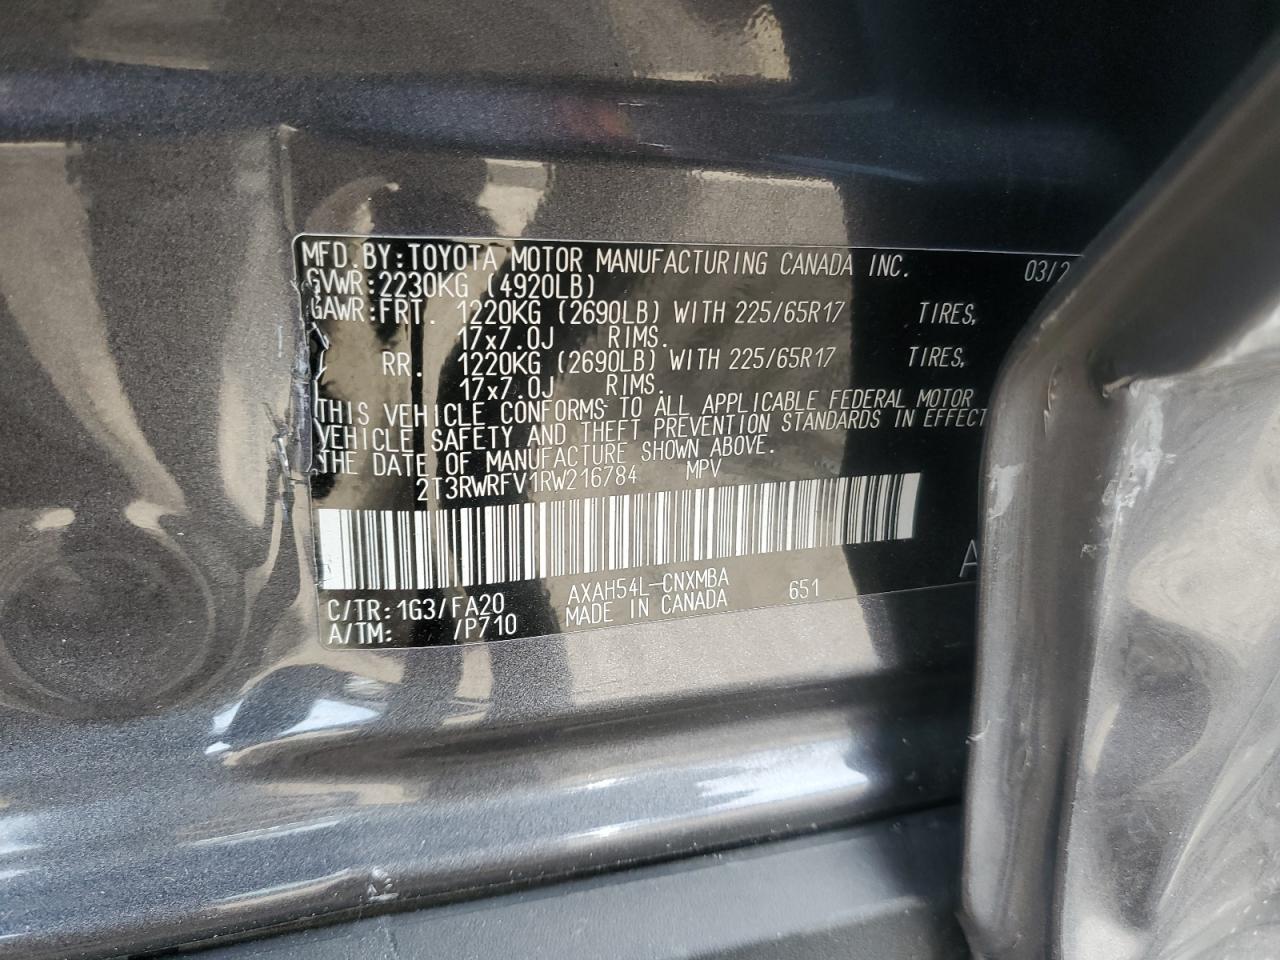 MFD. BY: TOYOTA MOTOR MANUFACTURING CANADA INC. 03/2
GVWR: 2230KG (4920LB)
GAWR: FRT. 1220KG (2690LB) WITH 225/65R17 TIRES,
17x7.0J RIMS.
RR. 1220KG (2690LB) WITH 225/65R17 TIRES,
17x7.0J RIMS.
THIS VEHICLE CONFORMS TO ALL APPLICABLE FEDERAL MOTOR
VEHICLE SAFETY AND THEFT PREVENTION STANDARDS IN EFFECT
THE DATE OF MANUFACTURE SHOWN ABOVE.
2T3RWRFV1RW216784 MPV
A
C/TR: 1G3/FA20 AXAH54L-CNXMBA 651
A/TM: /P710 MADE IN CANADA